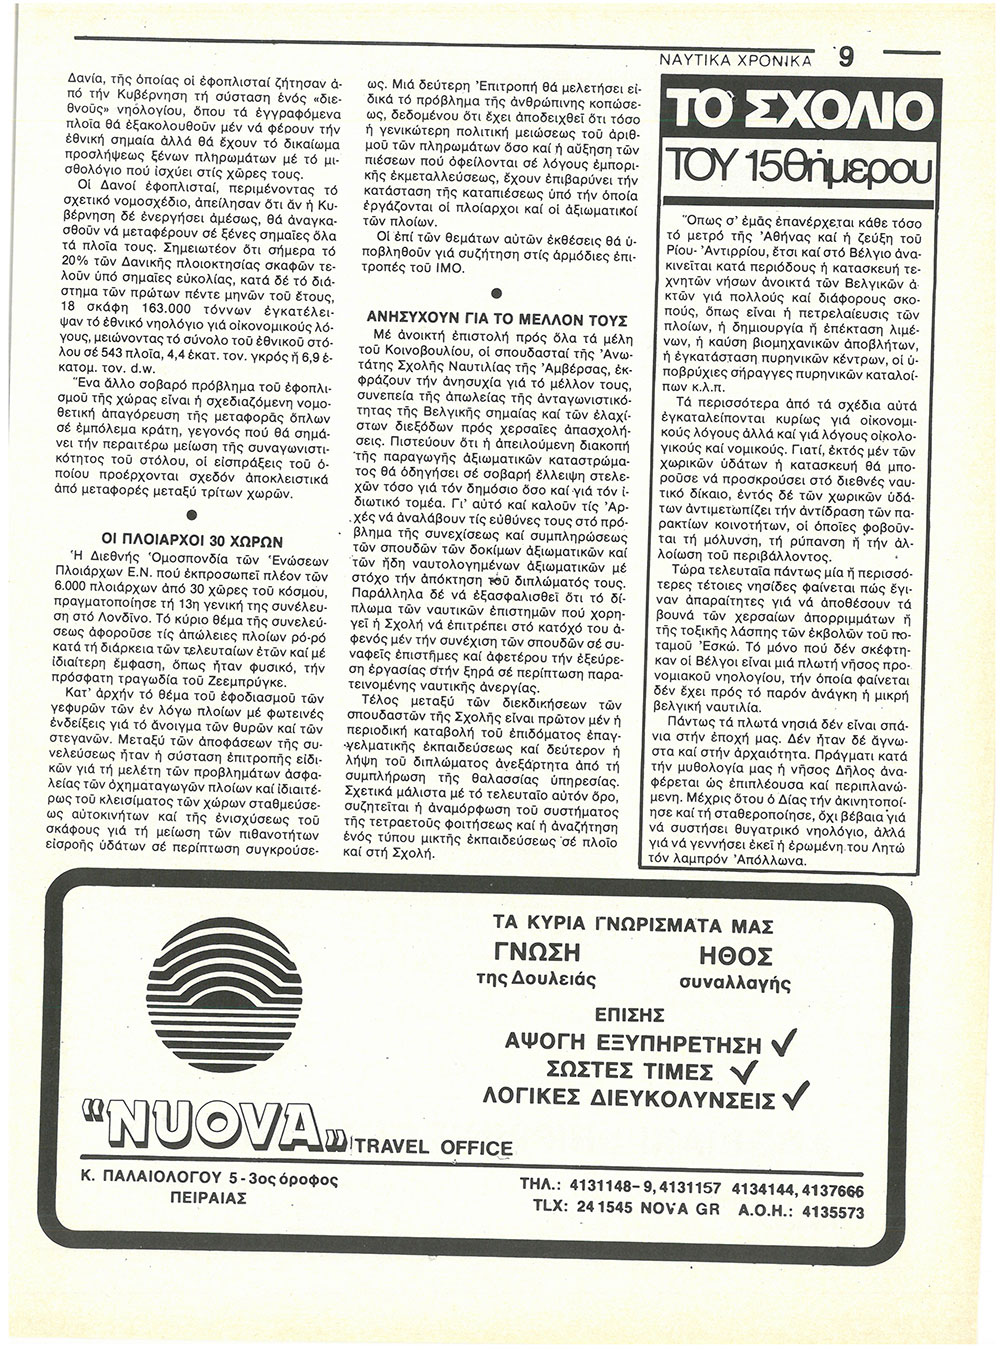 ΝΑΥΤΙΚΑ ΧΡΟΝΙΚΑ 9
Δανία, τῆς ὁποίας οἱ ἐφοπλισταί ζήτησαν ἀ-
πό τήν Κυβέρνηση τή σύσταση ἑνός «διε-
θνοῦς» νηολογίου, ὅπου τά ἐγγραφόμενα
πλοῖα θά ἐξακολουθοῦν μέν νά φέρουν τήν
ἐθνική σημαία ἀλλά θά ἔχουν τό δικαίωμα
προσλήψεως ξένων πληρωμάτων μέ τό μι-
σθολόγιο πού ἰσχύει στίς χῶρες τους.
Οἱ Δανοί ἐφοπλισταί, περιμένοντας τό
σχετικό νομοσχέδιο, ἀπείλησαν ὅτι ἄν ἡ Κυ-
βέρνηση δέ ἐνεργήσει ἀμέσως, θά ἀναγκα-
σθοῦν νά μεταφέρουν σέ ξένες σημαῖες ὅλα
τά πλοῖα τους. Σημειωτέον ὅτι σήμερα τό
20% τῶν Δανικῆς πλοιοκτησίας σκαφῶν τε-
λοῦν ὑπό σημαῖες εὐκολίας, κατά δέ τό διά-
στημα τῶν πρώτων πέντε μηνῶν τοῦ ἔτους,
18 σκάφη 163.000 τόννων ἐγκατέλει-
ψαν τό ἐθνικό νηολόγιο γιά οἰκονομικούς λό-
γους, μειώνοντας τό σύνολο τοῦ ἐθνικοῦ στό-
λου σέ 543 πλοῖα, 4,4 ἑκατ. τον. γκρός ἤ 6,9 ἑ-
κατομ. τον. d.w.
Ἕνα ἄλλο σοβαρό πρόβλημα τοῦ ἐφοπλι-
σμοῦ τῆς χώρας εἶναι ἡ σχεδιαζόμενη νομο-
θετική ἀπαγόρευση τῆς μεταφορᾶς ὅπλων
σέ ἐμπόλεμα κράτη, γεγονός πού θά σημά-
νει τήν περαιτέρω μείωση τῆς συναγωνιστι-
κότητος τοῦ στόλου, οἱ εἰσπράξεις τοῦ ὁ-
ποίου προέρχονται σχεδόν ἀποκλειστικά
ἀπό μεταφορές μεταξύ τρίτων χωρῶν.
●
ΟΙ ΠΛΟΙΑΡΧΟΙ 30 ΧΩΡΩΝ
Ἡ Διεθνής Ὁμοσπονδία τῶν Ἑνώσεων
Πλοιάρχων Ε.Ν. πού ἐκπροσωπεῖ πλέον τῶν
6.000 πλοιάρχων ἀπό 30 χῶρες τοῦ κόσμου,
πραγματοποίησε τή 13η γενική της συνέλευ-
ση στό Λονδίνο. Τό κύριο θέμα τῆς συνελεύ-
σεως ἀφοροῦσε τίς ἀπώλειες πλοίων ρό-ρό
κατά τή διάρκεια τῶν τελευταίων ἐτῶν καί μέ
ἰδιαίτερη ἔμφαση, ὅπως ἦταν φυσικό, τήν
πρόσφατη τραγωδία τοῦ Ζεεμπρύγκε.
Κατ' ἀρχήν τό θέμα τοῦ ἐφοδιασμοῦ τῶν
γεφυρῶν τῶν ἐν λόγω πλοίων μέ φωτεινές
ἐνδείξεις γιά τό ἄνοιγμα τῶν θυρῶν καί τῶν
στεγανῶν. Μεταξύ τῶν ἀποφάσεων τῆς συ-
νελεύσεως ἦταν ἡ σύσταση ἐπιτροπῆς εἰδι-
κῶν γιά τή μελέτη τῶν προβλημάτων ἀσφα-
λείας τῶν ὀχηματαγωγῶν πλοίων καί ἰδιαιτέ-
ρως τοῦ κλεισίματος τῶν χώρων σταθμεύσε-
ως αὐτοκινήτων καί τῆς ἐνισχύσεως τοῦ
σκάφους γιά τή μείωση τῶν πιθανοτήτων
εἰσροῆς ὑδάτων σέ περίπτωση συγκρούσε-
ως. Μιά δεύτερη Ἐπιτροπή θά μελετήσει εἰ-
δικά τό πρόβλημα τῆς ἀνθρώπινης κοπώσε-
ως, δεδομένου ὅτι ἔχει ἀποδειχθεῖ ὅτι τόσο
ἡ γενικώτερη πολιτική μειώσεως τοῦ ἀριθ-
μοῦ τῶν πληρωμάτων ὅσο καί ἡ αὔξηση τῶν
πιέσεων πού ὀφείλονται σέ λόγους ἐμπορι-
κῆς ἐκμεταλλεύσεως, ἔχουν ἐπιβαρύνει τήν
κατάσταση τῆς καταπιέσεως ὑπό τήν ὁποία
ἐργάζονται οἱ πλοίαρχοι καί οἱ ἀξιωματικοί
τῶν πλοίων.
Οἱ ἐπί τῶν θεμάτων αὐτῶν ἐκθέσεις θά ὑ-
ποβληθοῦν γιά συζήτηση στίς ἁρμόδιες ἐπι-
τροπές τοῦ ΙΜΟ.
●
ΑΝΗΣΥΧΟΥΝ ΓΙΑ ΤΟ ΜΕΛΛΟΝ ΤΟΥΣ
Μέ ἀνοικτή ἐπιστολή πρός ὅλα τά μέλη
τοῦ Κοινοβουλίου, οἱ σπουδασταί τῆς Ἀνω-
τάτης Σχολῆς Ναυτιλίας τῆς Ἀμβέρσας, ἐκ-
φράζουν τήν ἀνησυχία γιά τό μέλλον τους,
συνεπεία τῆς ἀπωλείας τῆς ἀνταγωνιστικό-
τητας τῆς Βελγικῆς σημαίας καί τῶν ἐλαχί-
στων διεξόδων πρός χερσαῖες ἀπασχολή-
σεις. Πιστεύουν ὅτι ἡ ἀπειλούμενη διακοπή
τῆς παραγωγῆς ἀξιωματικῶν καταστρώμα-
τος θά ὁδηγήσει σέ σοβαρή ἔλλειψη στελε-
χῶν τόσο γιά τόν δημόσιο ὅσο καί γιά τόν ἰ-
διωτικό τομέα. Γι' αὐτό καί καλοῦν τίς Ἀρ-
χές νά ἀναλάβουν τίς εὐθύνες τους στό πρό-
βλημα τῆς συνεχίσεως καί συμπληρώσεως
τῶν σπουδῶν τῶν δοκίμων ἀξιωματικῶν καί
τῶν ἤδη ναυτολογημένων ἀξιωματικῶν μέ
στόχο τήν ἀπόκτηση τοῦ διπλώματός τους.
Παράλληλα δέ νά ἐξασφαλισθεῖ ὅτι τό δί-
πλωμα τῶν ναυτικῶν ἐπιστημῶν πού χορη-
γεῖ ἡ Σχολή νά ἐπιτρέπει στό κατόχό του ἀ-
φενός μέν τήν συνέχιση τῶν σπουδῶν σέ συ-
ναφεῖς ἐπιστῆμες καί ἀφετέρου τήν ἐξεύρε-
ση ἐργασίας στήν ξηρά σέ περίπτωση παρα-
τεινομένης ναυτικῆς ἀνεργίας.
Τέλος μεταξύ τῶν διεκδικήσεων τῶν
σπουδαστῶν τῆς Σχολῆς εἶναι πρῶτον μέν ἡ
περιοδική καταβολή τοῦ ἐπιδόματος ἐπαγ-
γελματικῆς ἐκπαιδεύσεως καί δεύτερον ἡ
λήψη τοῦ διπλώματος ἀνεξάρτητα ἀπό τή
συμπλήρωση τῆς θαλασσίας ὑπηρεσίας.
Σχετικά μάλιστα μέ τό τελευταῖο αὐτόν ὅρο,
συζητεῖται ἡ ἀναμόρφωση τοῦ συστήματος
τῆς τετραετοῦς φοιτήσεως καί ἡ ἀναζήτηση
ἑνός τύπου μικτῆς ἐκπαιδεύσεως σέ πλοῖο
καί στή Σχολή.
ΤΟ ΣΧΟΛΙΟ
ΤΟΥ 15θήμερου
Ὅπως σ' ἐμᾶς ἐπανέρχεται κάθε τόσο
τό μετρό τῆς Ἀθήνας καί ἡ ζεύξη τοῦ
Ρίου- Ἀντιρρίου, ἔτσι καί στό Βέλγιο ἀνα-
κινεῖται κατά περιόδους ἡ κατασκευή τε-
χνητῶν νήσων ἀνοικτά τῶν Βελγικῶν ἀ-
κτῶν γιά πολλούς καί διάφορους σκο-
πούς, ὅπως εἶναι ἡ πετρελαίευσις τῶν
πλοίων, ἡ δημιουργία ἤ ἐπέκταση λιμέ-
νων, ἡ καύση βιομηχανικῶν ἀποβλήτων,
ἡ ἐγκατάσταση πυρηνικῶν κέντρων, οἱ ὑ-
ποβρύχιες σήραγγες πυρηνικῶν καταλοί-
πων κ.λ.π.
Τά περισσότερα ἀπό τά σχέδια αὐτά
ἐγκαταλείπονται κυρίως γιά οἰκονομι-
κούς λόγους ἀλλά καί γιά λόγους οἰκολο-
γικούς καί νομικούς. Γιατί, ἐκτός μέν τῶν
χωρικῶν ὑδάτων ἡ κατασκευή θά μπο-
ροῦσε νά προσκρούσει στό διεθνές ναυ-
τικό δίκαιο, ἐντός δέ τῶν χωρικῶν ὑδά-
των ἀντιμετωπίζει τήν ἀντίδραση τῶν πα-
ρακτίων κοινοτήτων, οἱ ὁποῖες φοβοῦν-
ται τή μόλυνση, τή ρύπανση ἤ τήν ἀλ-
λοίωση τοῦ περιβάλλοντος.
Τώρα τελευταῖα πάντως μία ἤ περισσό-
τερες τέτοιες νησίδες φαίνεται πώς ἔγι-
ναν ἀπαραίτητες γιά νά ἀποθέσουν τά
βουνά τῶν χερσαίων ἀπορριμμάτων ἤ
τῆς τοξικῆς λάσπης τῶν ἐκβολῶν τοῦ πο-
ταμοῦ Ἐσκώ. Τό μόνο πού δέν σκέφτη-
καν οἱ Βέλγοι εἶναι μιά πλωτή νῆσος προ-
νομιακοῦ νηολογίου, τήν ὁποία φαίνεται
δέν ἔχει πρός τό παρόν ἀνάγκη ἡ μικρή
βελγική ναυτιλία.
Πάντως τά πλωτά νησιά δέν εἶναι σπά-
νια στήν ἐποχή μας. Δέν ἦταν δέ ἄγνω-
στα καί στήν ἀρχαιότητα. Πράγματι κατά
τήν μυθολογία μας ἡ νῆσος Δῆλος ἀνα-
φέρεται ὡς ἐπιπλέουσα καί περιπλανώ-
μενη. Μέχρις ὅτου ὁ Δίας τήν ἀκινητοποί-
ησε καί τή σταθεροποίησε, ὄχι βέβαια γιά
νά συστήσει θυγατρικό νηολόγιο, ἀλλά
γιά νά γεννήσει ἐκεῖ ἡ ἐρωμένη του Λητώ
τόν λαμπρόν Ἀπόλλωνα.
ΤΑ ΚΥΡΙΑ ΓΝΩΡΙΣΜΑΤΑ ΜΑΣ
ΓΝΩΣΗ ΗΘΟΣ
της Δουλειάς συναλλαγής
ΕΠΙΣΗΣ
ΑΨΟΓΗ ΕΞΥΠΗΡΕΤΗΣΗ ✓
ΣΩΣΤΕΣ ΤΙΜΕΣ ✓
ΛΟΓΙΚΕΣ ΔΙΕΥΚΟΛΥΝΣΕΙΣ ✓
“NUOVA” TRAVEL OFFICE
Κ. ΠΑΛΑΙΟΛΟΓΟΥ 5 - 3ος όροφος
ΠΕΙΡΑΙΑΣ
ΤΗΛ.: 4131148-9, 4131157 4134144, 4137666
TLX: 241545 NOVA GR Α.Ο.Η.: 4135573